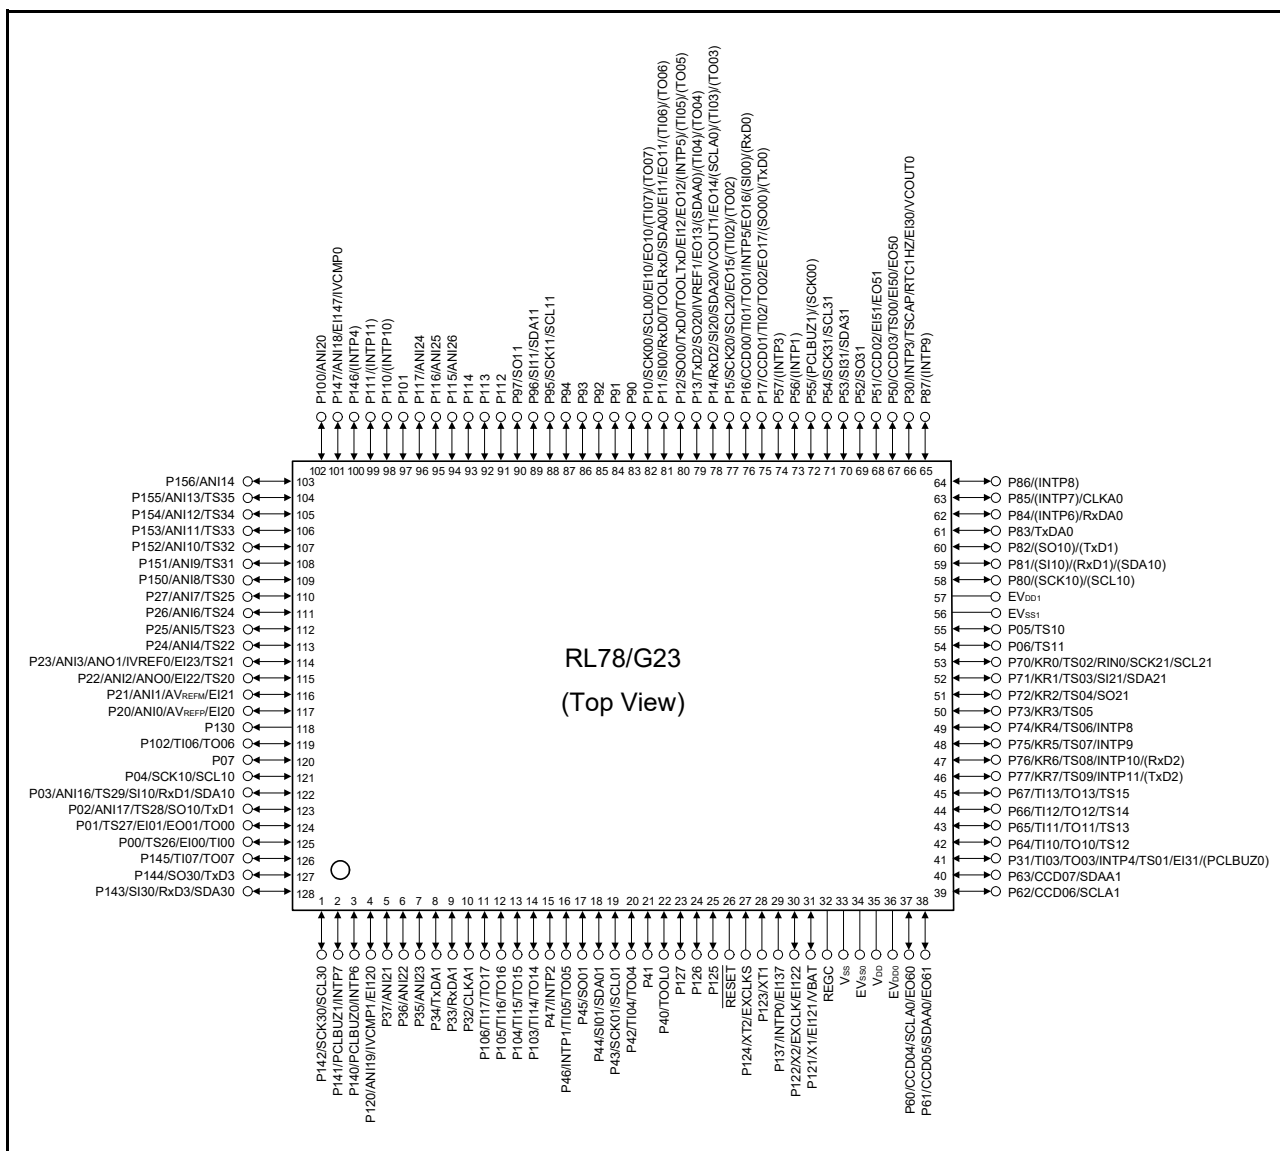 P100/ANI20
P147/ANI18/EI147/IVCMP0
P146/(INTP4)
P111/(INTP11)
P110/(INTP10)
P101
P117/ANI24
P116/ANI25
P115/ANI26
P114
P113
P112
P97/SO11
P96/SI11/SDA11
P95/SCK11/SCL11
P94
P93
P92
P91
P90
P10/SCK00/SCL00/EI10/EO10/(TI07)/(TO07)
P11/SI00/RxD0/TOOLRxD/SDA00/EI11/EO11/(TI06)/(TO06)
P12/SO00/TxD0/TOOLTxD/EI12/EO12/(INTP5)/(TI05)/(TO05)
P13/TxD2/SO20/IVREF1/EO13/(SDAA0)/(TI04)/(TO04)
P14/RxD2/SI20/SDA20/VCOUT1/EO14/(SCLA0)/(TI03)/(TO03)
P15/SCK20/SCL20/EO15/(TI02)/(TO02)
P16/CCD00/TI01/TO01/INTP5/EO16/(SI00)/(RxD0)
P17/CCD01/TI02/TO02/EO17/(SO00)/(TxD0)
P57/(INTP3)
P56/(INTP1)
P55/(PCLBUZ1)/(SCK00)
P54/SCK31/SCL31
P53/SI31/SDA31
P52/SO31
P51/CCD02/EI51/EO51
P50/CCD03/TS00/EI50/EO50
P30/INTP3/TSCAP/RTC1HZ/EI30/VCOUT0
P87/(INTP9)
102 101 100 99 98 97 96 95 94 93 92 91 90 89 88 87 86 85 84 83 82 81 80 79 78 77 76 75 74 73 72 71 70 69 68 67 66 65
P156/ANI14 103
P155/ANI13/TS35 104
P154/ANI12/TS34 105
P153/ANI11/TS33 106
P152/ANI10/TS32 107
P151/ANI9/TS31 108
P150/ANI8/TS30 109
P27/ANI7/TS25 110
P26/ANI6/TS24 111
P25/ANI5/TS23 112
P24/ANI4/TS22 113
P23/ANI3/ANO1/IVREF0/EI23/TS21 114
P22/ANI2/ANO0/EI22/TS20 115
P21/ANI1/AVREFM/EI21 116
P20/ANI0/AVREFP/EI20 117
P130 118
P102/TI06/TO06 119
P07 120
P04/SCK10/SCL10 121
P03/ANI16/TS29/SI10/RxD1/SDA10 122
P02/ANI17/TS28/SO10/TxD1 123
P01/TS27/EI01/EO01/TO00 124
P00/TS26/EI00/TI00 125
P145/TI07/TO07 126
P144/SO30/TxD3 127
P143/SI30/RxD3/SDA30 128
RL78/G23
(Top View)
64 P86/(INTP8)
63 P85/(INTP7)/CLKA0
62 P84/(INTP6)/RxDA0
61 P83/TxDA0
60 P82/(SO10)/(TxD1)
59 P81/(SI10)/(RxD1)/(SDA10)
58 P80/(SCK10)/(SCL10)
57 EVDD1
56 EVSS1
55 P05/TS10
54 P06/TS11
53 P70/KR0/TS02/RIN0/SCK21/SCL21
52 P71/KR1/TS03/SI21/SDA21
51 P72/KR2/TS04/SO21
50 P73/KR3/TS05
49 P74/KR4/TS06/INTP8
48 P75/KR5/TS07/INTP9
47 P76/KR6/TS08/INTP10/(RxD2)
46 P77/KR7/TS09/INTP11/(TxD2)
45 P67/TI13/TO13/TS15
44 P66/TI12/TO12/TS14
43 P65/TI11/TO11/TS13
42 P64/TI10/TO10/TS12
41 P31/TI03/TO03/INTP4/TS01/EI31/(PCLBUZ0)
40 P63/CCD07/SDAA1
39 P62/CCD06/SCLA1
1 2 3 4 5 6 7 8 9 10 11 12 13 14 15 16 17 18 19 20 21 22 23 24 25 26 27 28 29 30 31 32 33 34 35 36 37 38
P142/SCK30/SCL30
P141/PCLBUZ1/INTP7
P140/PCLBUZ0/INTP6
P120/ANI19/IVCMP1/EI120
P37/ANI21
P36/ANI22
P35/ANI23
P34/TxDA1
P33/RxDA1
P32/CLKA1
P106/TI17/TO17
P105/TI16/TO16
P104/TI15/TO15
P103/TI14/TO14
P47/INTP2
P46/INTP1/TI05/TO05
P45/SO01
P44/SI01/SDA01
P43/SCK01/SCL01
P42/TI04/TO04
P41
P40/TOOL0
P127
P126
P125
RESET
P124/XT2/EXCLKS
P123/XT1
P137/INTP0/EI137
P122/X2/EXCLK/EI122
P121/X1/EI121/VBAT
REGC
VSS
EVSS0
VDD
EVDD0
P60/CCD04/SCLA0/EO60
P61/CCD05/SDAA0/EO61